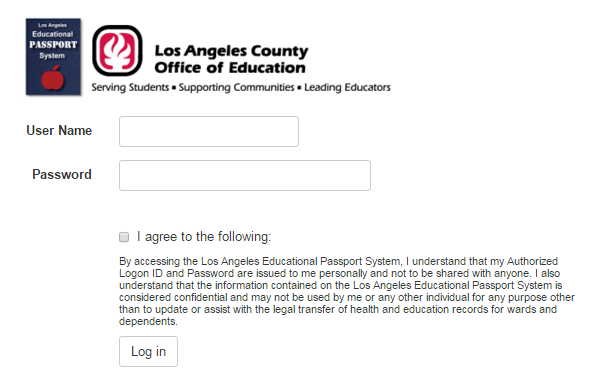 Los Angeles
Educational
PASSPORT
System
Los Angeles County
Office of Education
Serving Students ▪ Supporting Communities ▪ Leading Educators
User Name
Password
I agree to the following:
By accessing the Los Angeles Educational Passport System, I understand that my Authorized
Logon ID and Password are issued to me personally and not to be shared with anyone. I also
understand that the information contained on the Los Angeles Educational Passport System is
considered confidential and may not be used by me or any other individual for any purpose other
than to update or assist with the legal transfer of health and education records for wards and
dependents.
Log in